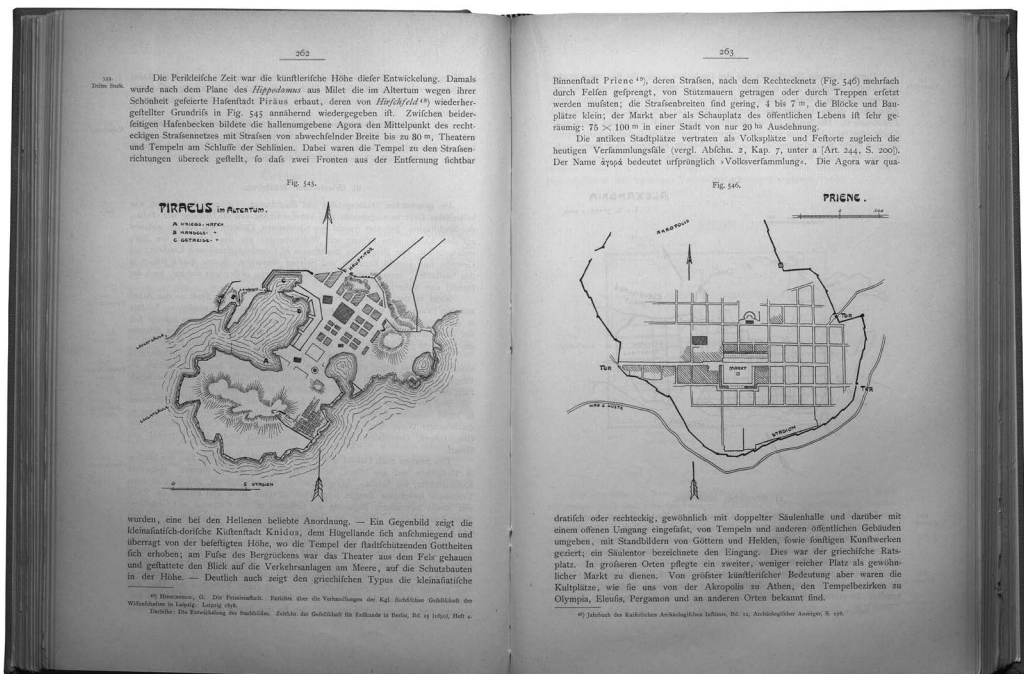 262
Die Perikleiſche Zeit war die künſtleriſche Höhe dieſer Entwickelung. Damals
349.
Dritte Stufe.
wurde nach dem Plane des Hippodamus aus Milet die im Altertum wegen ihrer
Schönheit gefeierte Hafenſtadt Piräus erbaut, deren von Hirſchfeld wiederher-
geſtellter Grundriſs in Fig. 545 annähernd wiedergegeben iſt. Zwiſchen beider-
ſeitigen Hafenbecken bildete die hallenumgebene Agora den Mittelpunkt des recht-
eckigen Straſsennetzes mit Straſsen von abwechſelnder Breite bis zu 80 m, Theatern
und Tempeln am Schluſſe der Sehlinien. Dabei waren die Tempel zu den Straſsen-
richtungen übereck geſtellt, ſo daſs zwei Fronten aus der Entfernung ſichtbar
Fig. 545.
PIRAEUS im ALTERTUM.
A KRIEGS-HAFEN
B HANDELS- "
C GETREIDE- "
HAUPT-TOR
C
B
A
0 5 STADIEN
wurden, eine bei den Hellenen beliebte Anordnung. — Ein Gegenbild zeigt die
kleinaſiatiſch-doriſche Küſtenſtadt Knidos, dem Hügellande ſich anſchmiegend und
überragt von der befeſtigten Höhe, wo die Tempel der ſtadtſchützenden Gottheiten
ſich erhoben; am Fuſse des Bergrückens war das Theater aus dem Fels gehauen
und geſtattete den Blick auf die Verkehrsanlagen am Meere, auf die Schutzbauten
in der Höhe. — Deutlich auch zeigt den griechiſchen Typus die kleinaſiatiſche
HIRSCHFELD, G. Die Peiraieusſtadt. Berichte über die Verhandlungen der Kgl. ſächſiſchen Geſellſchaft der
Wiſſenſchaften in Leipzig. Leipzig 1878.
Derſelbe: Die Entwickelung des Stadtbildes. Zeitſchr. der Geſellſchaft für Erdkunde in Berlin, Bd. 25 (1890), Heft 4.
263
Binnenſtadt Priene, deren Straſsen, nach dem Rechtecknetz (Fig. 546) mehrfach
durch Felſen geſprengt, von Stützmauern getragen oder durch Treppen erſetzt
werden muſsten; die Straſsenbreiten ſind gering, 4 bis 7 m, die Blöcke und Bau-
plätze klein; der Markt aber als Schauplatz des öffentlichen Lebens iſt ſehr ge-
räumig: 75 × 100 m in einer Stadt von nur 20 ha Ausdehnung.
Die antiken Stadtplätze vertraten als Volksplätze und Feſtorte zugleich die
heutigen Verſammlungsſäle (vergl. Abſchn. 2, Kap. 7, unter a [Art. 244, S. 200]).
Der Name ἀγορά bedeutet urſprünglich »Volksverſammlung«. Die Agora war qua-
Fig. 546.
PRIENE.
AKROPOLIS
TOR
TOR
MARKT
TOR
STADION
dratiſch oder rechteckig, gewöhnlich mit doppelter Säulenhalle und darüber mit
einem offenen Umgang eingefaſst, von Tempeln und anderen öffentlichen Gebäuden
umgeben, mit Standbildern von Göttern und Helden, ſowie ſonſtigen Kunſtwerken
geziert; ein Säulentor bezeichnete den Eingang. Dies war der griechiſche Rats-
platz. In gröſseren Orten pflegte ein zweiter, weniger reicher Platz als gewöhn-
licher Markt zu dienen. Von gröſster künſtleriſcher Bedeutung aber waren die
Kultplätze, wie ſie uns von der Akropolis zu Athen, den Tempelbezirken zu
Olympia, Eleuſis, Pergamon und an anderen Orten bekannt ſind.
Jahrbuch des Kaiſerlichen Archäologiſchen Inſtituts, Bd. 12, Archäologiſcher Anzeiger, S. 178.